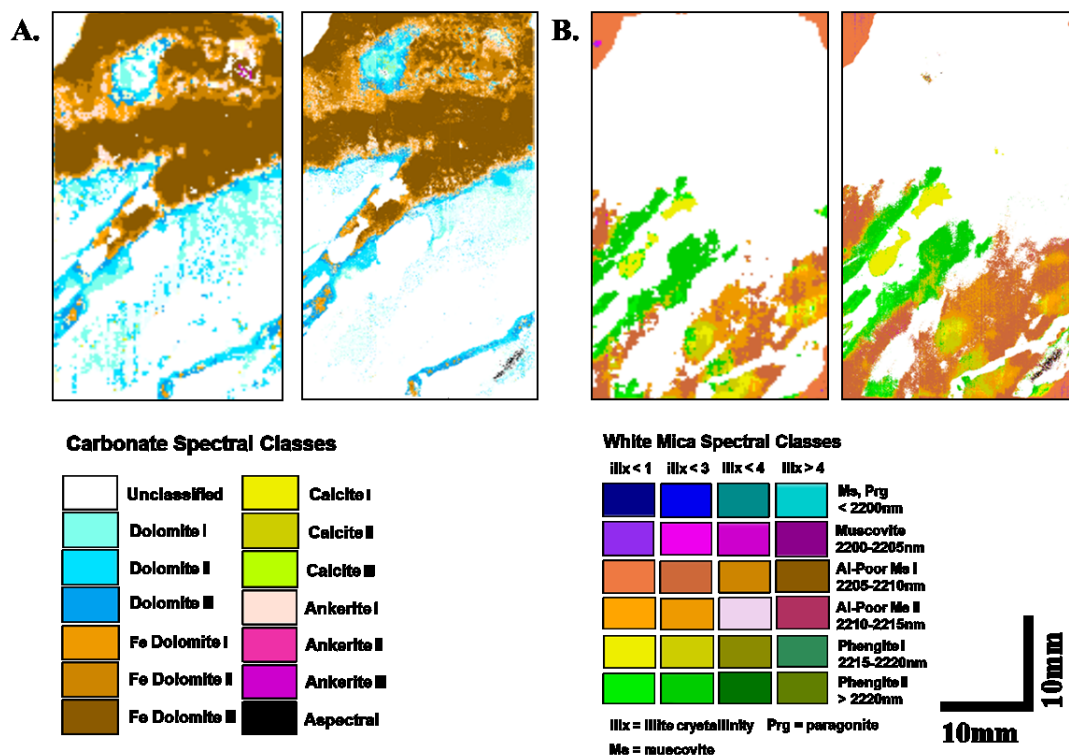 A.
B.
Carbonate Spectral Classes
Unclassified
Dolomite I
Dolomite II
Dolomite III
Fe Dolomite I
Fe Dolomite II
Fe Dolomite III
Calcite I
Calcite II
Calcite III
Ankerite I
Ankerite II
Ankerite III
Aspectral
White Mica Spectral Classes
illx < 1 illx < 3 illx < 4 illx > 4
Ms, Prg
< 2200nm
Muscovite
2200-2205nm
Al-Poor Ms I
2205-2210nm
Al-Poor Ms II
2210-2215nm
Phengite I
2215-2220nm
Phengite II
> 2220nm
illx = illite crystallinity Prg = paragonite
Ms = muscovite
10mm
10mm